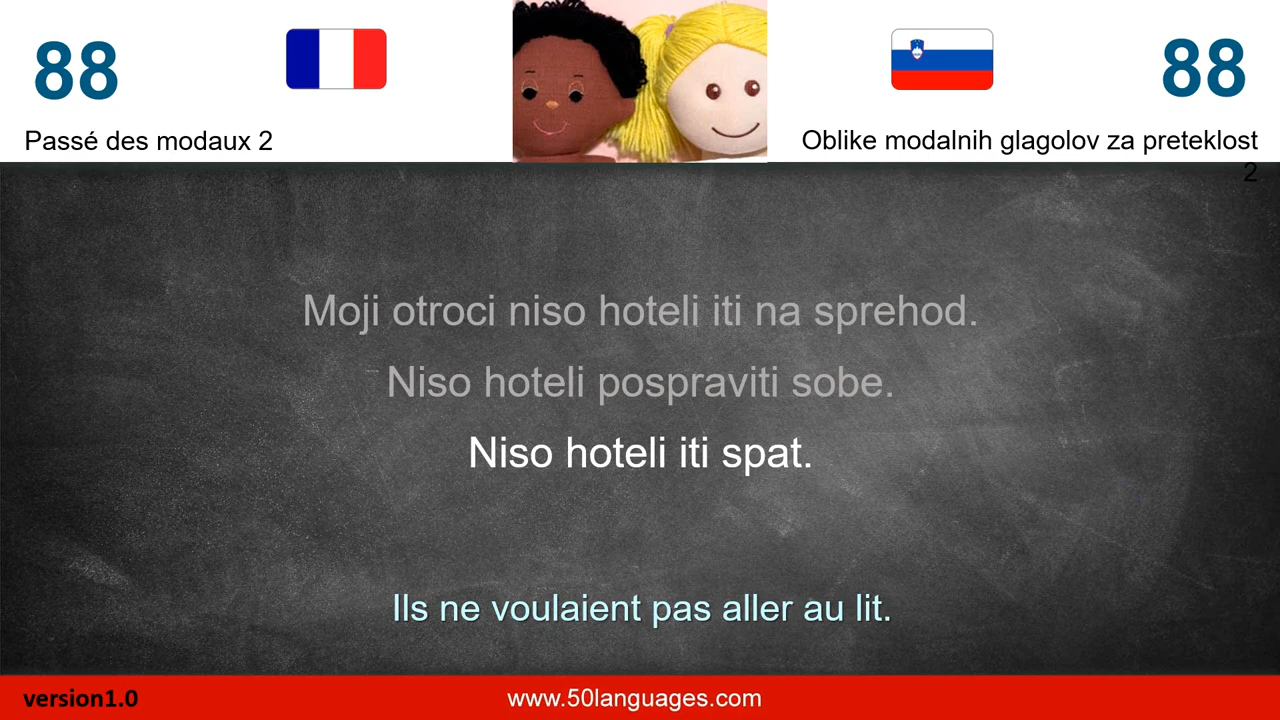 88
88
Passé des modaux 2
Oblike modalnih glagolov za preteklost
2
Moji otroci niso hoteli iti na sprehod.
Niso hoteli pospraviti sobe.
Niso hoteli iti spat.
Ils ne voulaient pas aller au lit.
version1.0
www.50languages.com